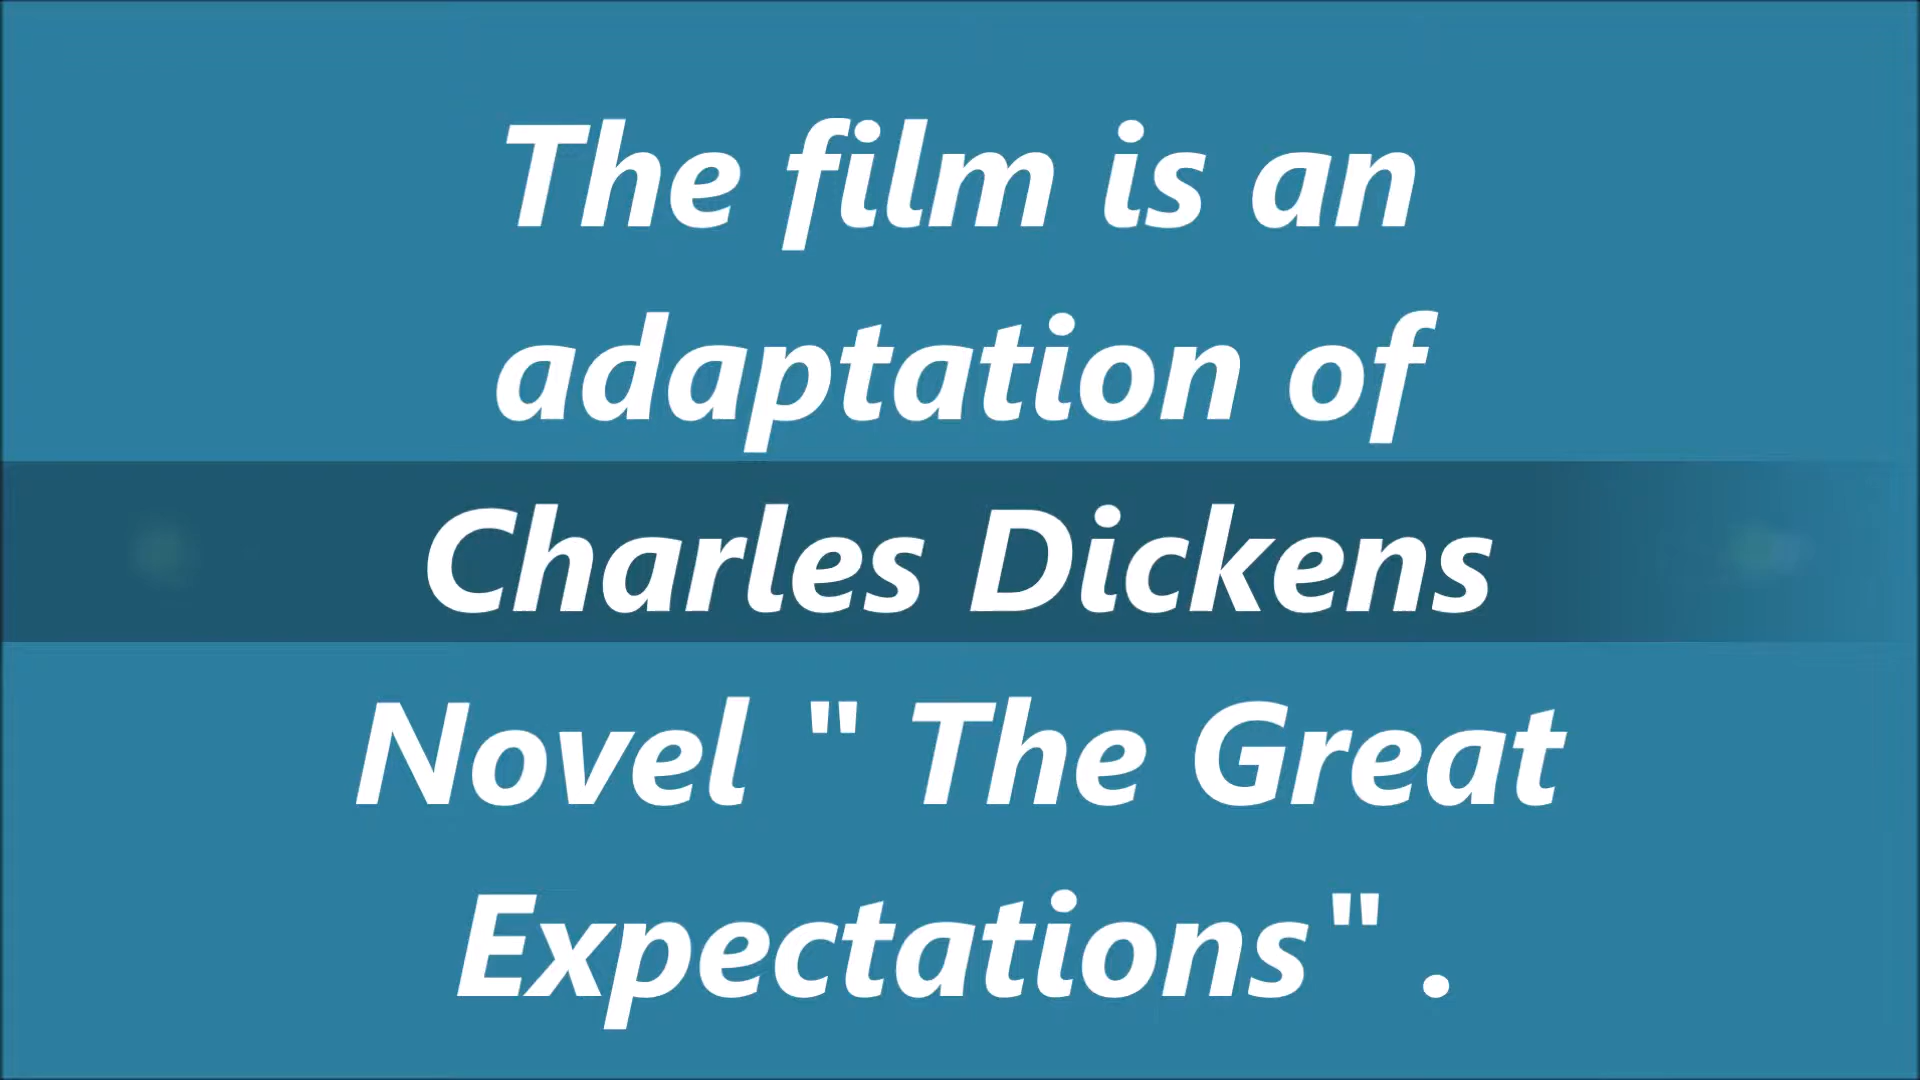 The film is an
adaptation of
Charles Dickens
Novel " The Great
Expectations" .